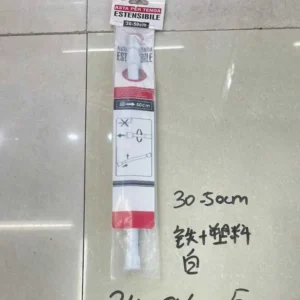 ASTA PER TENDA
ESTENSIBILE
30-50cm
30-50cm
铁+塑料
白